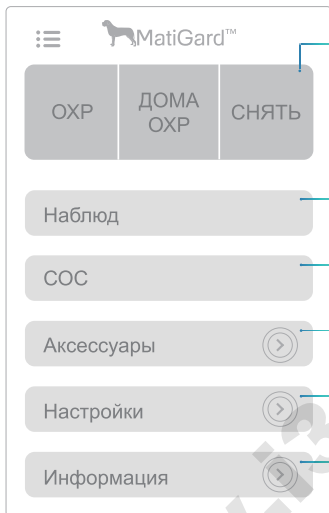 MatiGard™
ОХР
ДОМА
ОХР
СНЯТЬ
Наблюд
СОС
Аксессуары
Настройки
Информация